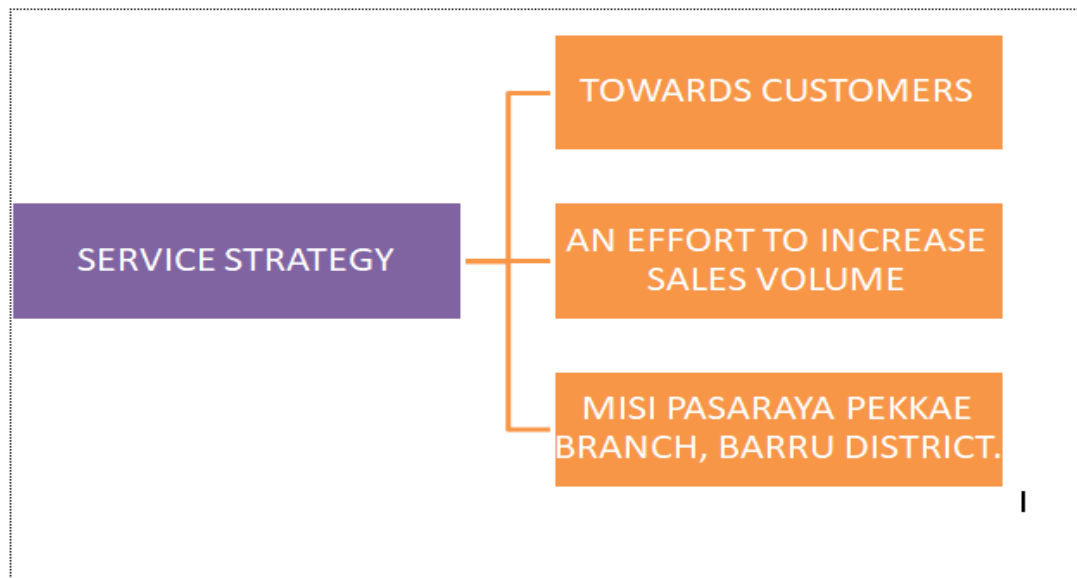 SERVICE STRATEGY
TOWARDS CUSTOMERS
AN EFFORT TO INCREASE
SALES VOLUME
MISI PASARAYA PEKKAE
BRANCH, BARRU DISTRICT.